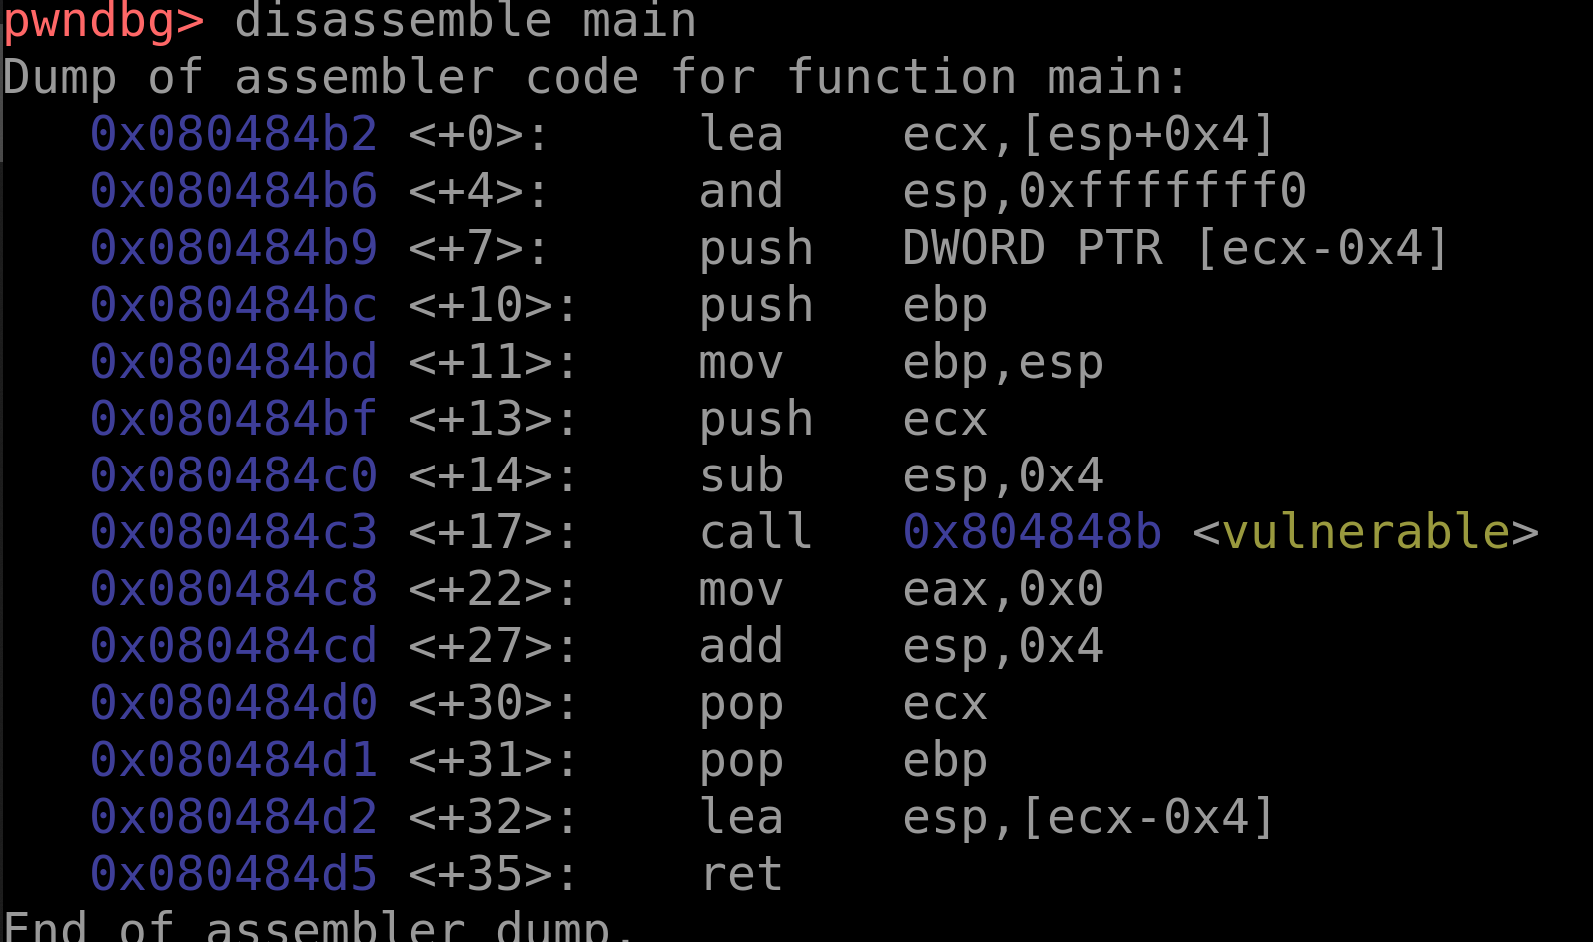 pwndbg> disassemble main
Dump of assembler code for function main:
   0x080484b2 <+0>:     lea    ecx,[esp+0x4]
   0x080484b6 <+4>:     and    esp,0xfffffff0
   0x080484b9 <+7>:     push   DWORD PTR [ecx-0x4]
   0x080484bc <+10>:    push   ebp
   0x080484bd <+11>:    mov    ebp,esp
   0x080484bf <+13>:    push   ecx
   0x080484c0 <+14>:    sub    esp,0x4
   0x080484c3 <+17>:    call   0x804848b <vulnerable>
   0x080484c8 <+22>:    mov    eax,0x0
   0x080484cd <+27>:    add    esp,0x4
   0x080484d0 <+30>:    pop    ecx
   0x080484d1 <+31>:    pop    ebp
   0x080484d2 <+32>:    lea    esp,[ecx-0x4]
   0x080484d5 <+35>:    ret
End of assembler dump.